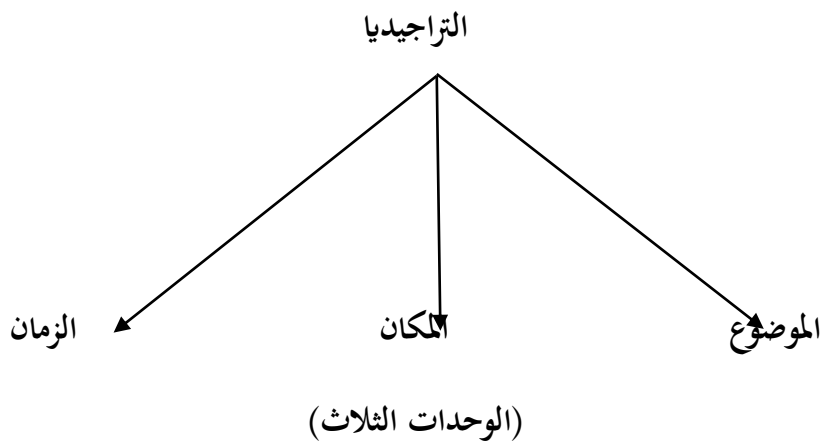 التراجيديا
الموضوع المكان الزمان
(الوحدات الثلاث)